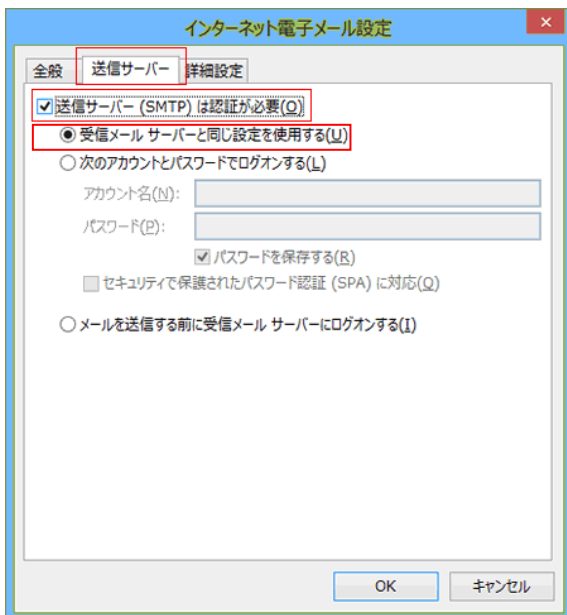 インターネット電子メール設定
全般 送信サーバー 詳細設定
送信サーバー (SMTP) は認証が必要(O)
受信メール サーバーと同じ設定を使用する(U)
次のアカウントとパスワードでログオンする(L)
アカウント名(N):
パスワード(P):
パスワードを保存する(R)
セキュリティで保護されたパスワード認証 (SPA) に対応(Q)
メールを送信する前に受信メール サーバーにログオンする(I)
OK キャンセル